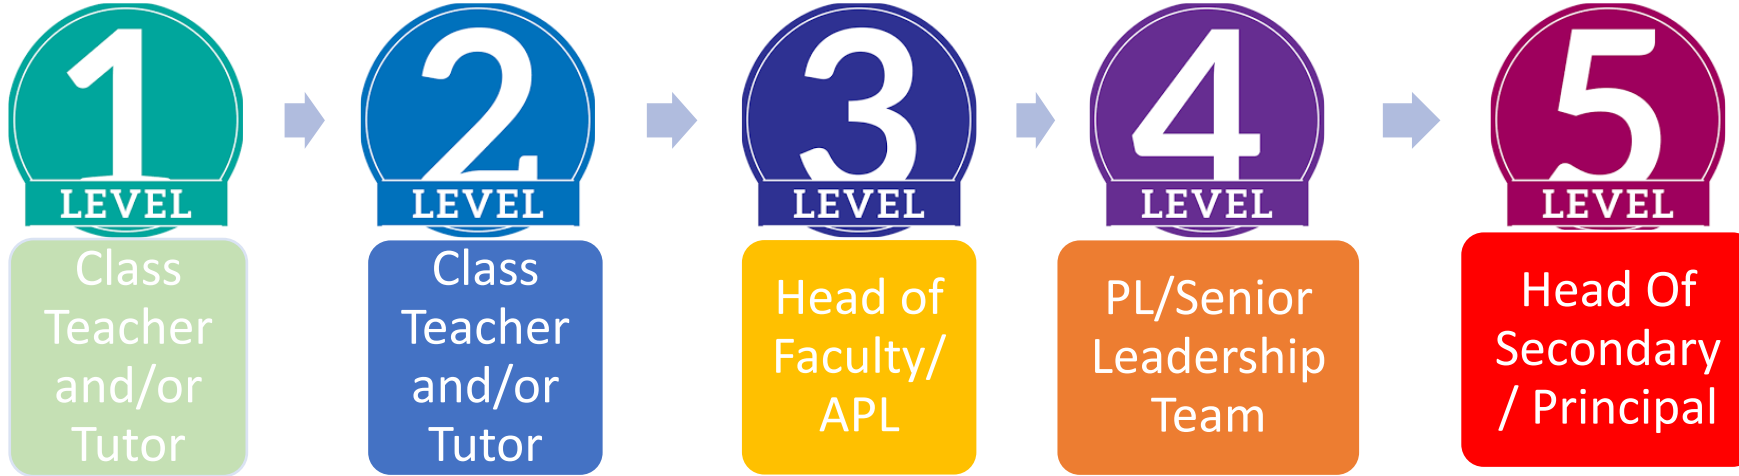 1
LEVEL
Class
Teacher
and/or
Tutor
2
LEVEL
Class
Teacher
and/or
Tutor
3
LEVEL
Head of
Faculty/
APL
4
LEVEL
PL/Senior
Leadership
Team
5
LEVEL
Head Of
Secondary
/ Principal